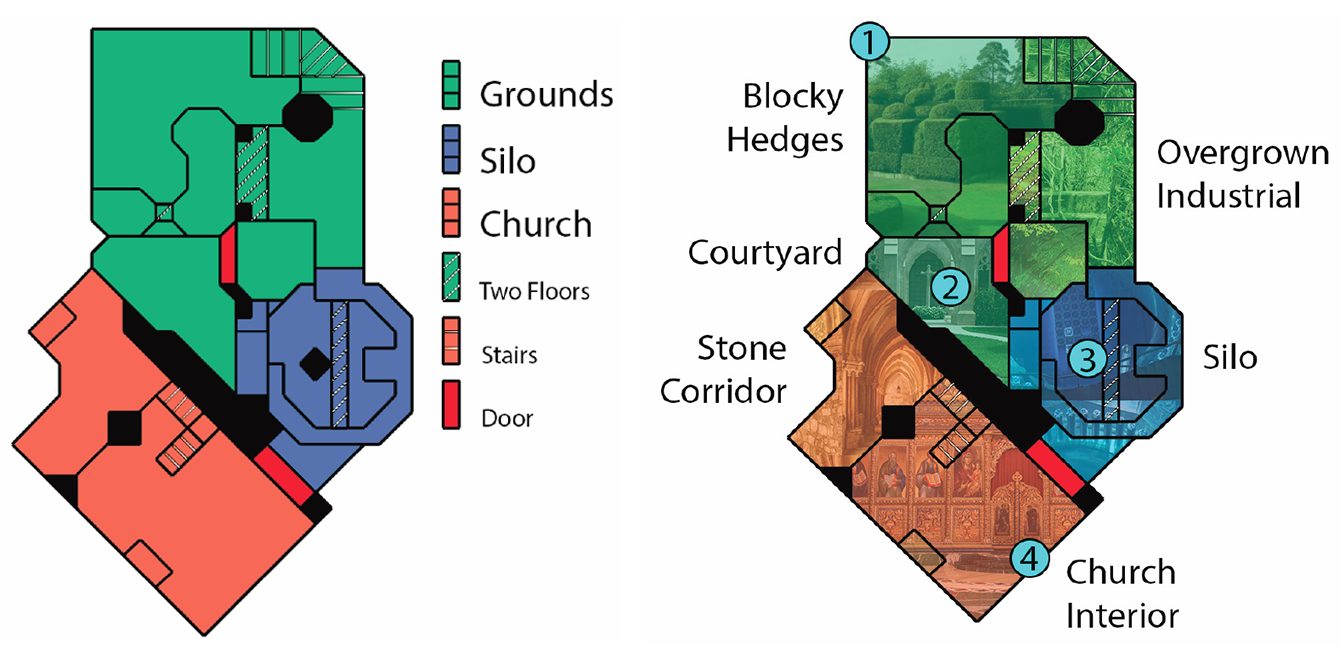 Grounds
Silo
Church
Two Floors
Stairs
Door
1
Blocky
Hedges
Overgrown
Industrial
Courtyard
2
Stone
Corridor
3
Silo
4
Church
Interior